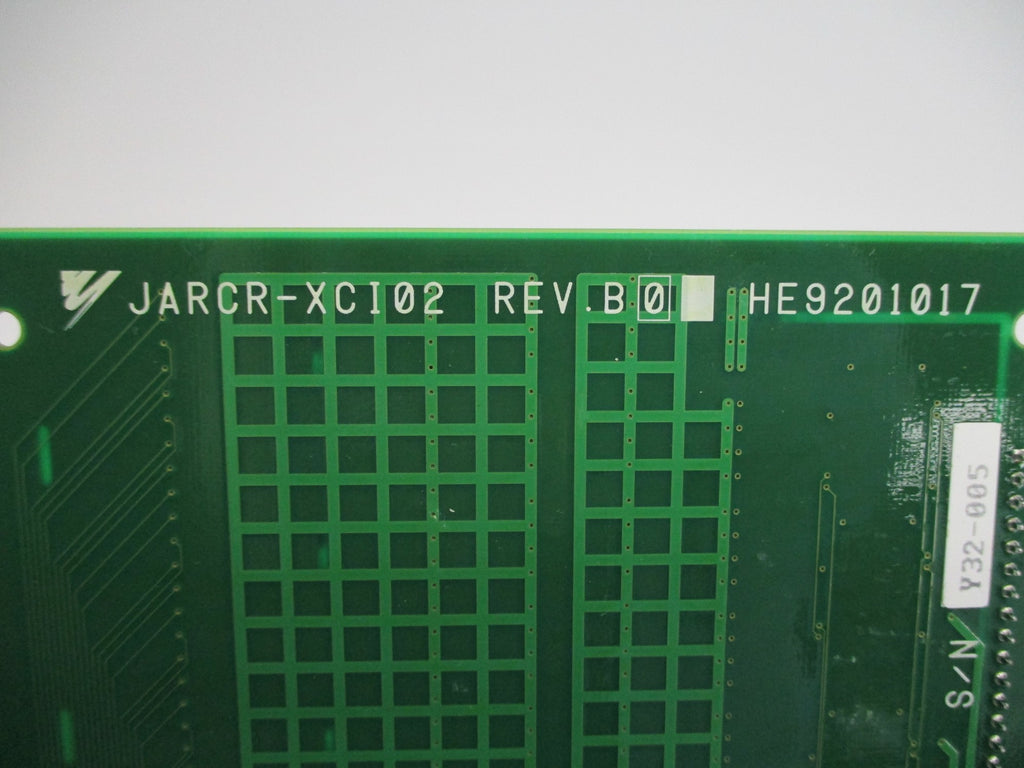 JARCR-XCI02 REV.B0 HE9201017
Y32-005
S/N